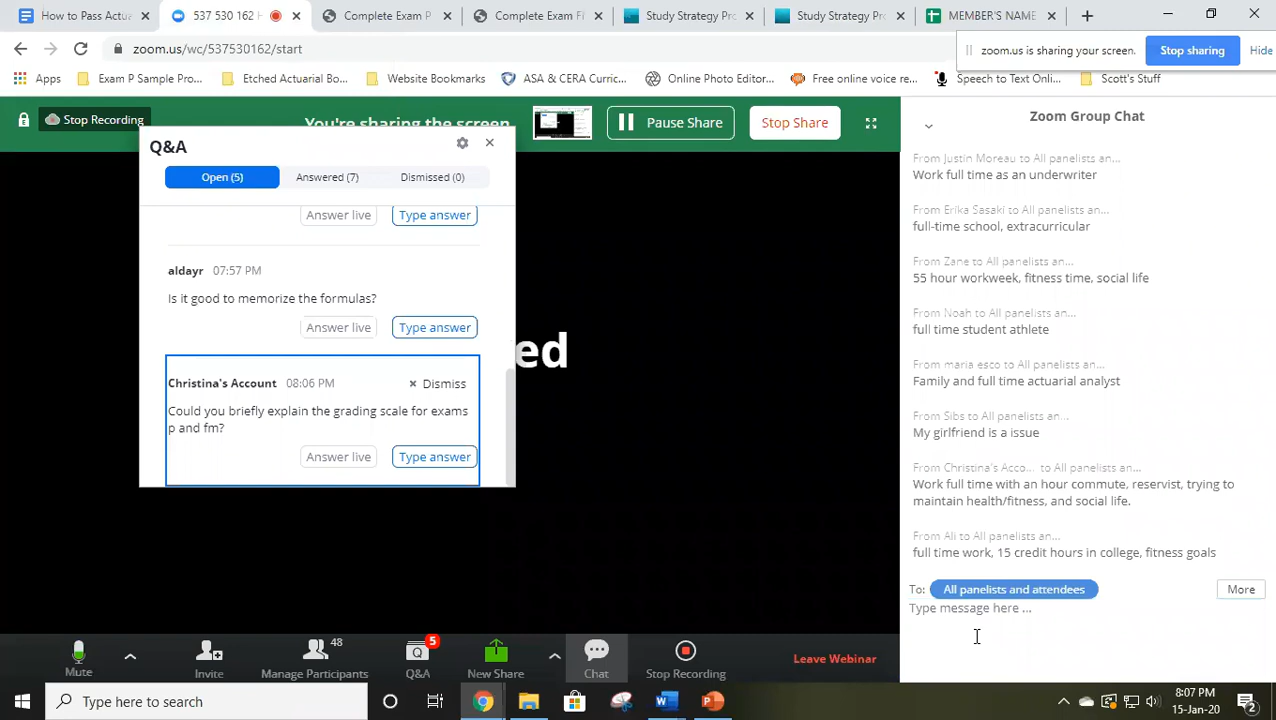 How to Pass Actua
537 530 162
Complete Exam P
Complete Exam F
Study Strategy Pro
Study Strategy Pro
MEMBER'S NAME
zoom.us/wc/537530162/start
zoom.us is sharing your screen.
Stop sharing
Hide
Apps
Exam P Sample Pro...
Etched Actuarial Bo...
Website Bookmarks
ASA & CERA Curric...
Online Photo Editor...
Free online voice re...
Speech to Text Onli...
Scott's Stuff
Stop Recording
You're sharing the screen
Pause Share
Stop Share
Q&A
Open (5)
Answered (7)
Dismissed (0)
Answer live
Type answer
aldayr 07:57 PM
Is it good to memorize the formulas?
Answer live
Type answer
Christina's Account 08:06 PM
Dismiss
Could you briefly explain the grading scale for exams
p and fm?
Answer live
Type answer
ed
Zoom Group Chat
From Justin Moreau to All panelists an...
Work full time as an underwriter
From Erika Sasaki to All panelists an...
full-time school, extracurricular
From Zane to All panelists an...
55 hour workweek, fitness time, social life
From Noah to All panelists an...
full time student athlete
From maria esco to All panelists an...
Family and full time actuarial analyst
From Sibs to All panelists an...
My girlfriend is a issue
From Christina's Acco... to All panelists an...
Work full time with an hour commute, reservist, trying to
maintain health/fitness, and social life.
From Ali to All panelists an...
full time work, 15 credit hours in college, fitness goals
To: All panelists and attendees
More
Type message here ...
Mute
Invite
48
Manage Participants
5
Q&A
New Share
Chat
Stop Recording
Leave Webinar
Type here to search
8:07 PM
15-Jan-20
2